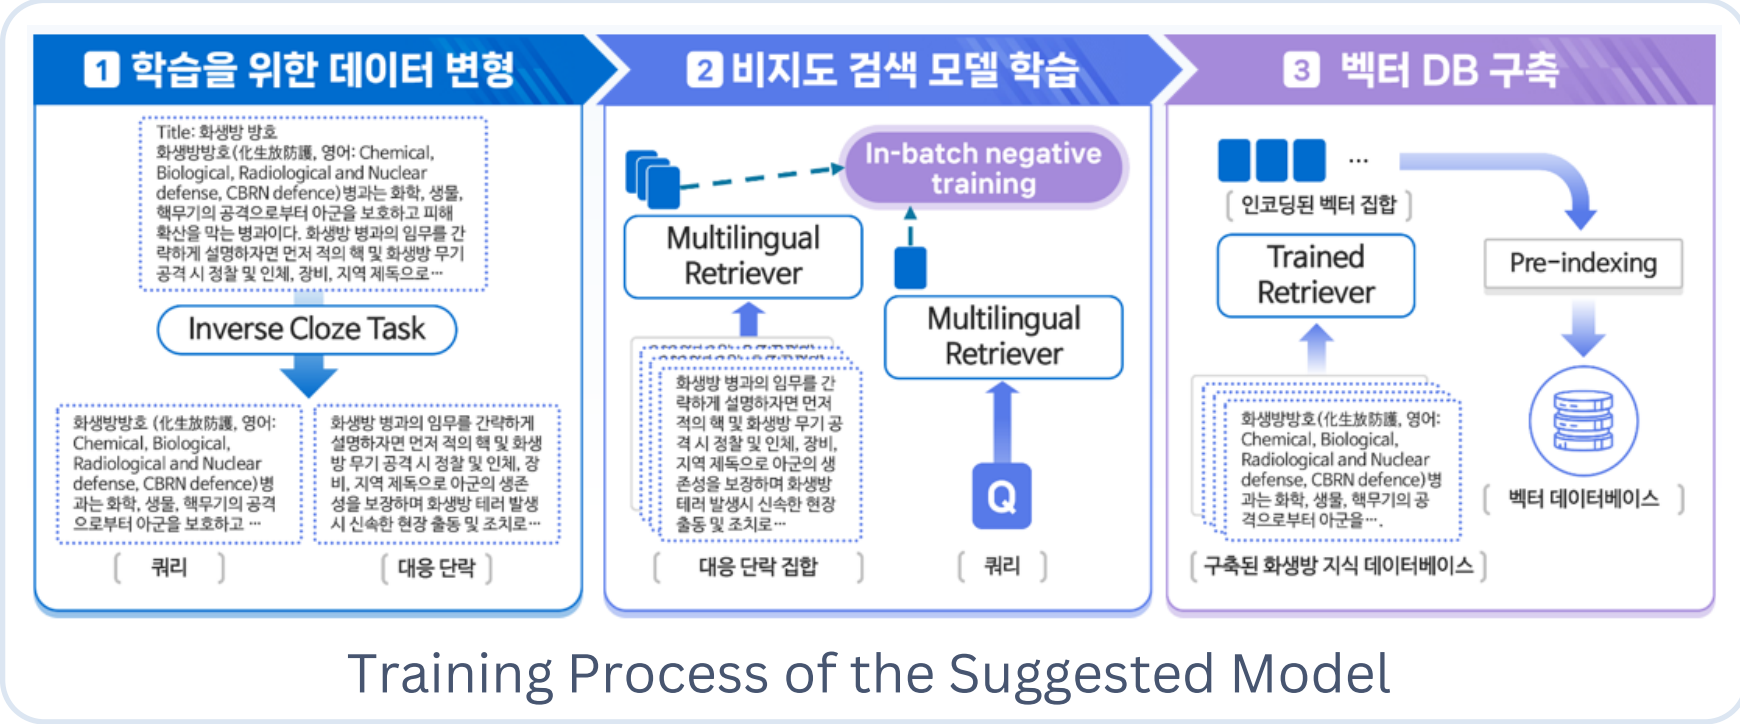 1 학습을 위한 데이터 변형
Title: 화생방 방호
화생방방호(化生放防護, 영어: Chemical,
Biological, Radiological and Nuclear
defense, CBRN defence)병과는 화학, 생물,
핵무기의 공격으로부터 아군을 보호하고 피해
확산을 막는 병과이다. 화생방 병과의 임무를 간
략하게 설명하자면 먼저 적의 핵 및 화생방 무기
공격 시 정찰 및 인체, 장비, 지역 제독으로…
Inverse Cloze Task
화생방방호 (化生放防護, 영어:
Chemical, Biological,
Radiological and Nuclear
defense, CBRN defence)병
과는 화학, 생물, 핵무기의 공격
으로부터 아군을 보호하고 …
쿼리
화생방 병과의 임무를 간략하게
설명하자면 먼저 적의 핵 및 화생
방 무기 공격 시 정찰 및 인체, 장
비, 지역 제독으로 아군의 생존
성을 보장하며 화생방 테러 발생
시 신속한 현장 출동 및 조치로…
대응 단락
2 비지도 검색 모델 학습
In-batch negative
training
Multilingual
Retriever
Multilingual
Retriever
화생방 병과의 임무를 간
략하게 설명하자면 먼저
적의 핵 및 화생방 무기 공
격 시 정찰 및 인체, 장비,
지역 제독으로 아군의 생
존성을 보장하며 화생방
테러 발생시 신속한 현장
출동 및 조치로…
대응 단락 집합
Q
쿼리
3 벡터 DB 구축
…
인코딩된 벡터 집합
Trained
Retriever
Pre-indexing
화생방방호(化生放防護, 영어:
Chemical, Biological,
Radiological and Nuclear
defense, CBRN defence)병
과는 화학, 생물, 핵무기의 공
격으로부터 아군을….
구축된 화생방 지식 데이터베이스
벡터 데이터베이스
Training Process of the Suggested Model